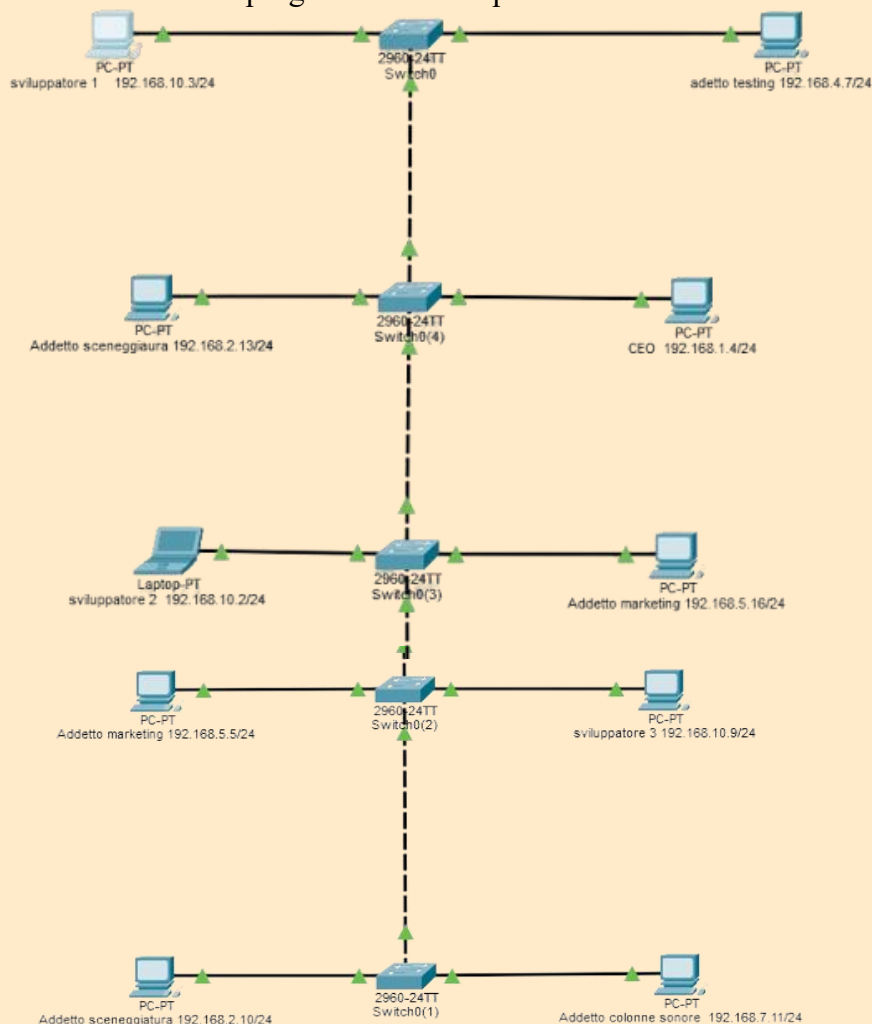 PC-PT
sviluppatore 1 192.168.10.3/24
2960-24TT
Switch0
PC-PT
adetto testing 192.168.4.7/24
PC-PT
Addetto sceneggiaura 192.168.2.13/24
2960-24TT
Switch0(4)
PC-PT
CEO 192.168.1.4/24
Laptop-PT
sviluppatore 2 192.168.10.2/24
2960-24TT
Switch0(3)
PC-PT
Addetto marketing 192.168.5.16/24
PC-PT
Addetto marketing 192.168.5.5/24
2960-24TT
Switch0(2)
PC-PT
sviluppatore 3 192.168.10.9/24
PC-PT
Addetto sceneggiatura 192.168.2.10/24
2960-24TT
Switch0(1)
PC-PT
Addetto colonne sonore 192.168.7.11/24